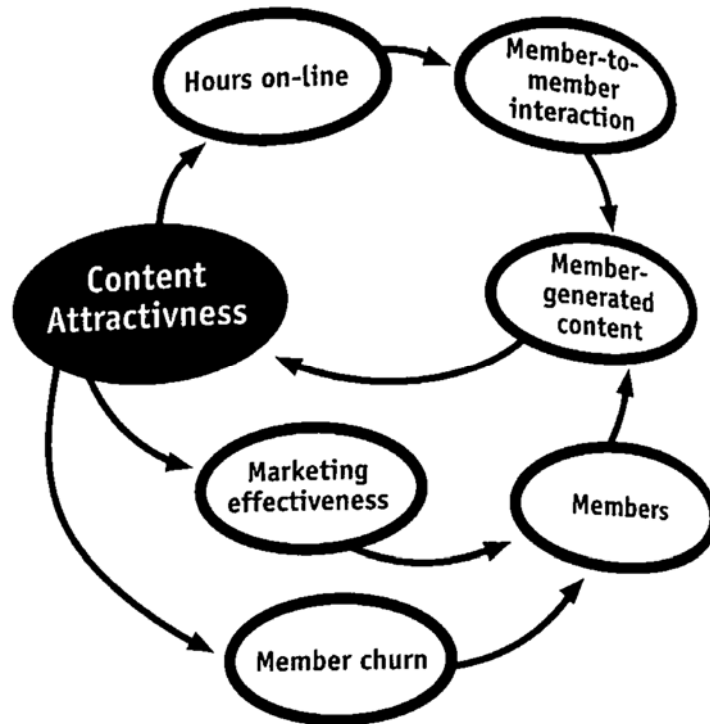 Hours on-line
Member-to-
member
interaction
Content
Attractivness
Member-
generated
content
Marketing
effectiveness
Members
Member churn